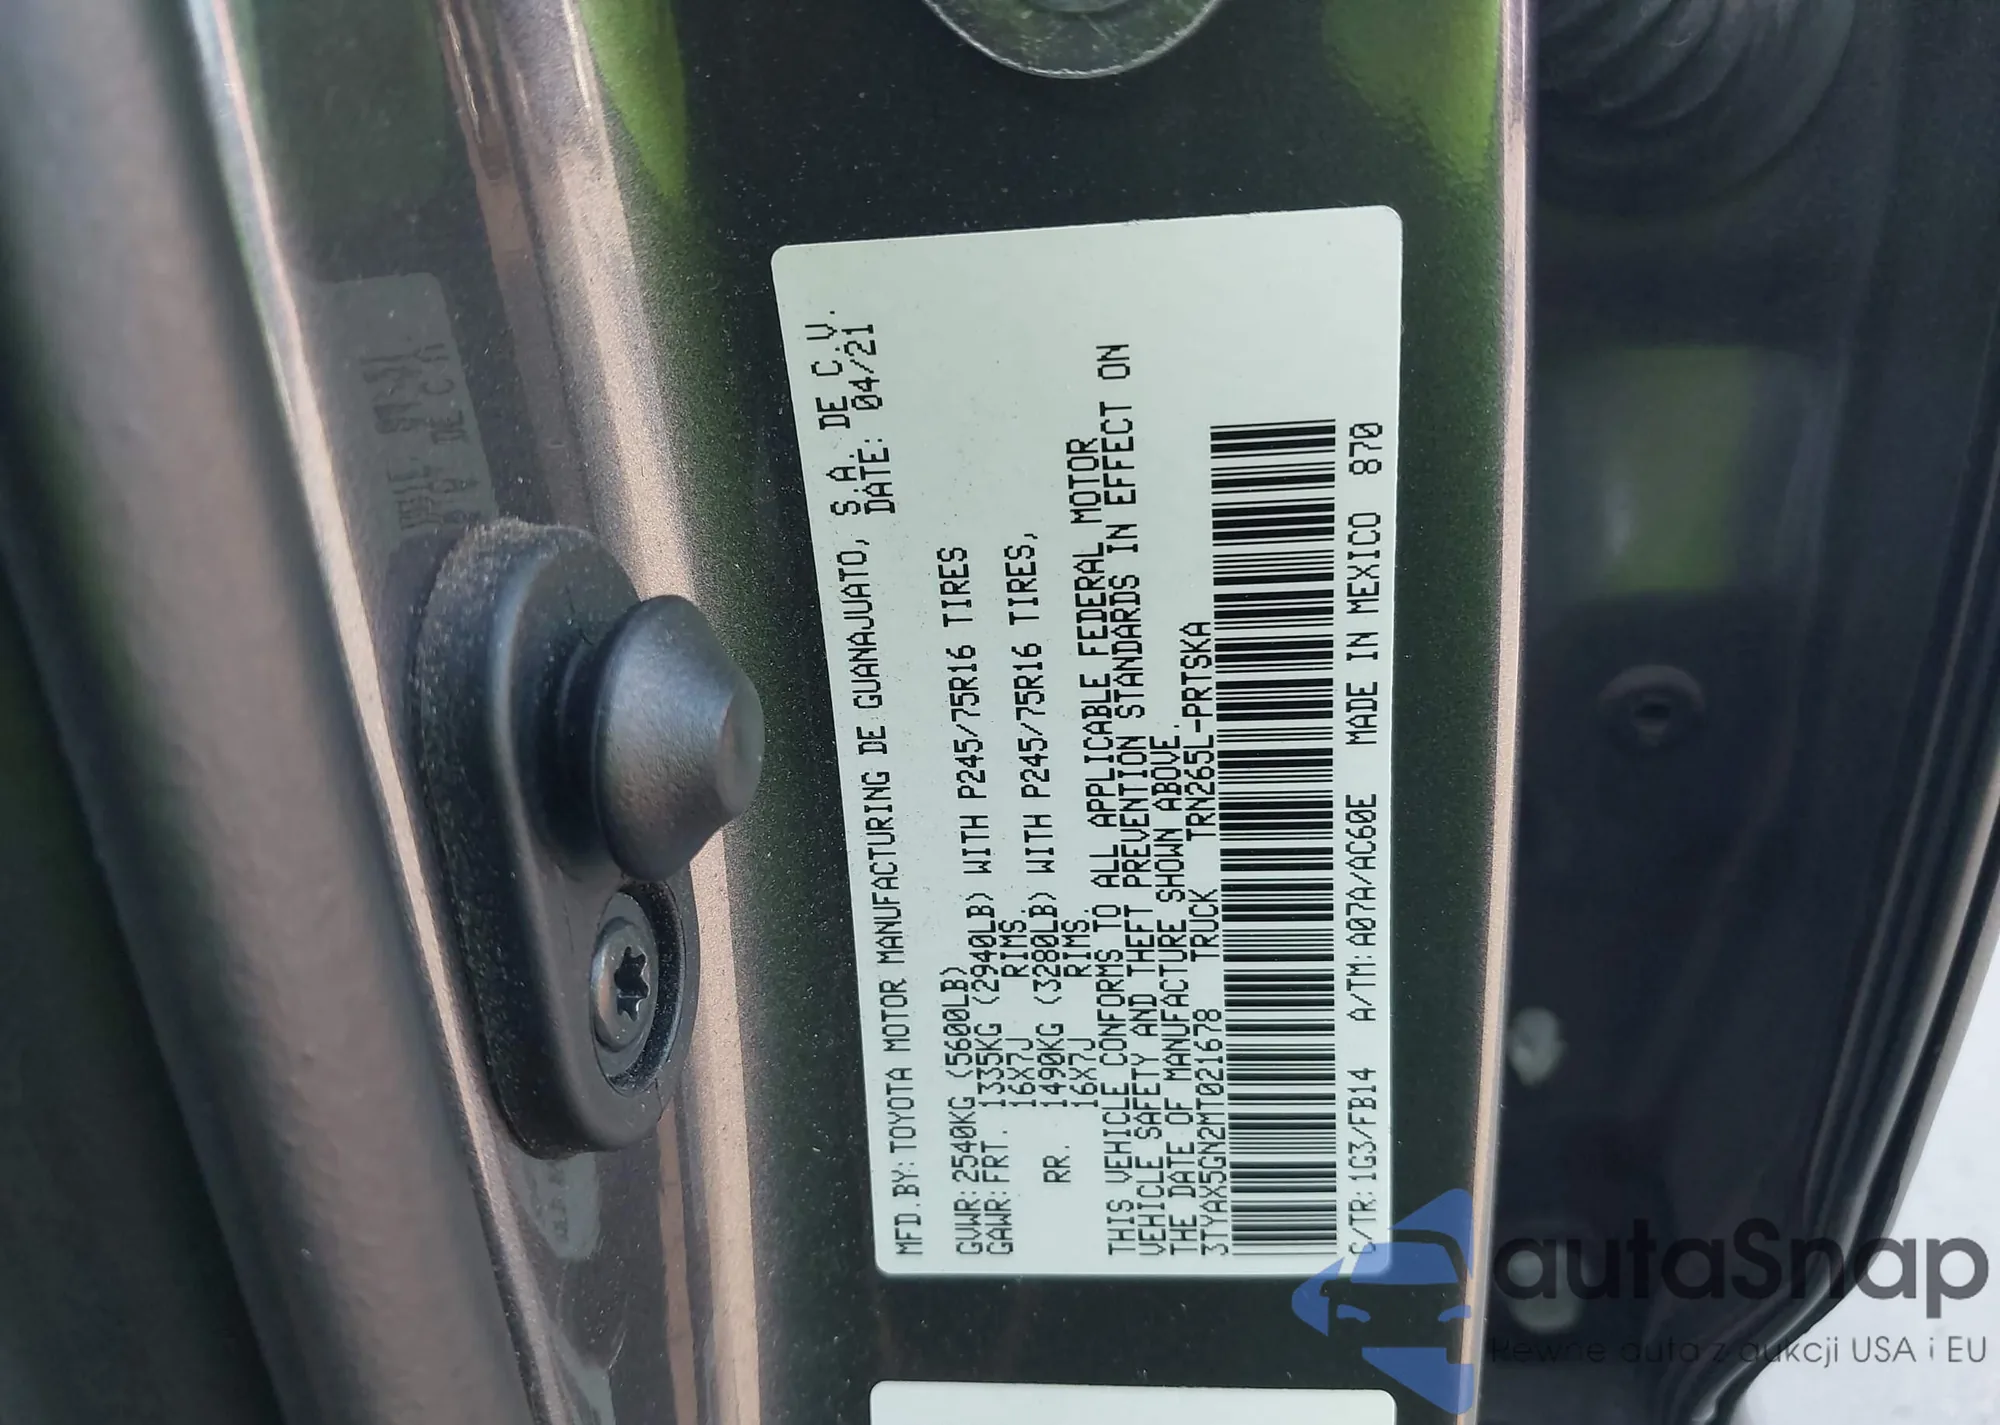 MFD.BY:TOYOTA MOTOR MANUFACTURING DE GUANAJUATO, S.A. DE C.V.
DATE: 04/21
GVWR:2540KG (5600LB)
GAWR:FRT. 1335KG (2940LB) WITH P245/75R16 TIRES
16X7J RIMS.
RR. 1490KG (3280LB) WITH P245/75R16 TIRES,
16X7J RIMS.
THIS VEHICLE CONFORMS TO ALL APPLICABLE FEDERAL MOTOR
VEHICLE SAFETY AND THEFT PREVENTION STANDARDS IN EFFECT ON
THE DATE OF MANUFACTURE SHOWN ABOVE.
3TYAX5GN2MT021678 TRUCK TRN265L-PRTSKA
C/TR:1G3/FB14 A/TM:A07A/AC60E MADE IN MEXICO 870
autaSnap
Pewne auta z aukcji USA i EU